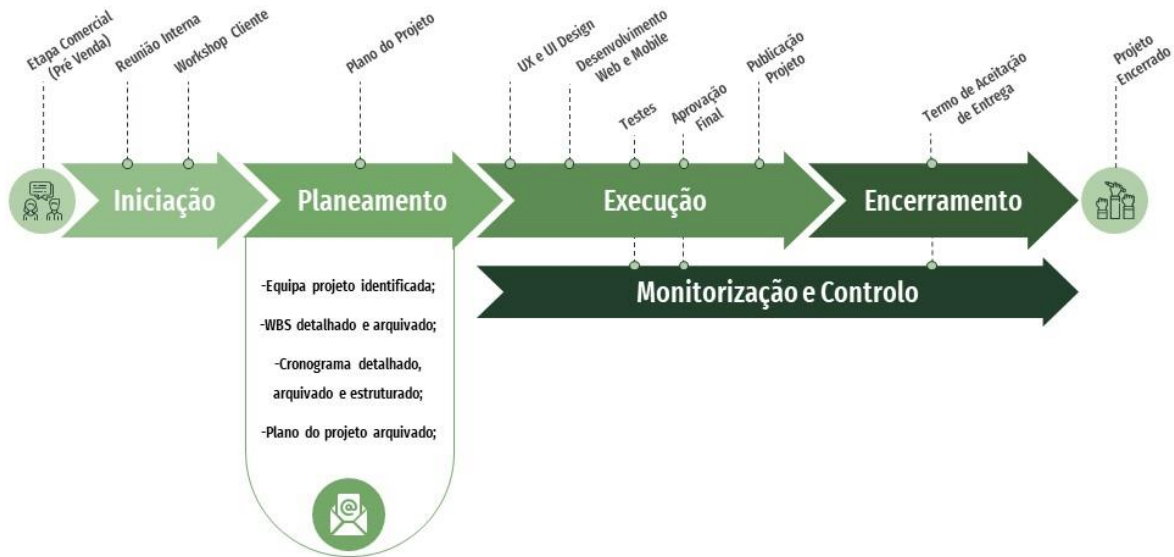 Etapa Comercial
(Pré Venda)
Reunião Interna
Workshop Cliente
Plano do Projeto
UX e UI Design
Desenvolvimento
Web e Mobile
Testes
Aprovação
Final
Publicação
Projeto
Termo de Aceitação
de Entrega
Projeto
Encerrado
Iniciação
Planeamento
Execução
Encerramento
Monitorização e Controlo
-Equipa projeto identificada;
-WBS detalhado e arquivado;
-Cronograma detalhado,
arquivado e estruturado;
-Plano do projeto arquivado;
@